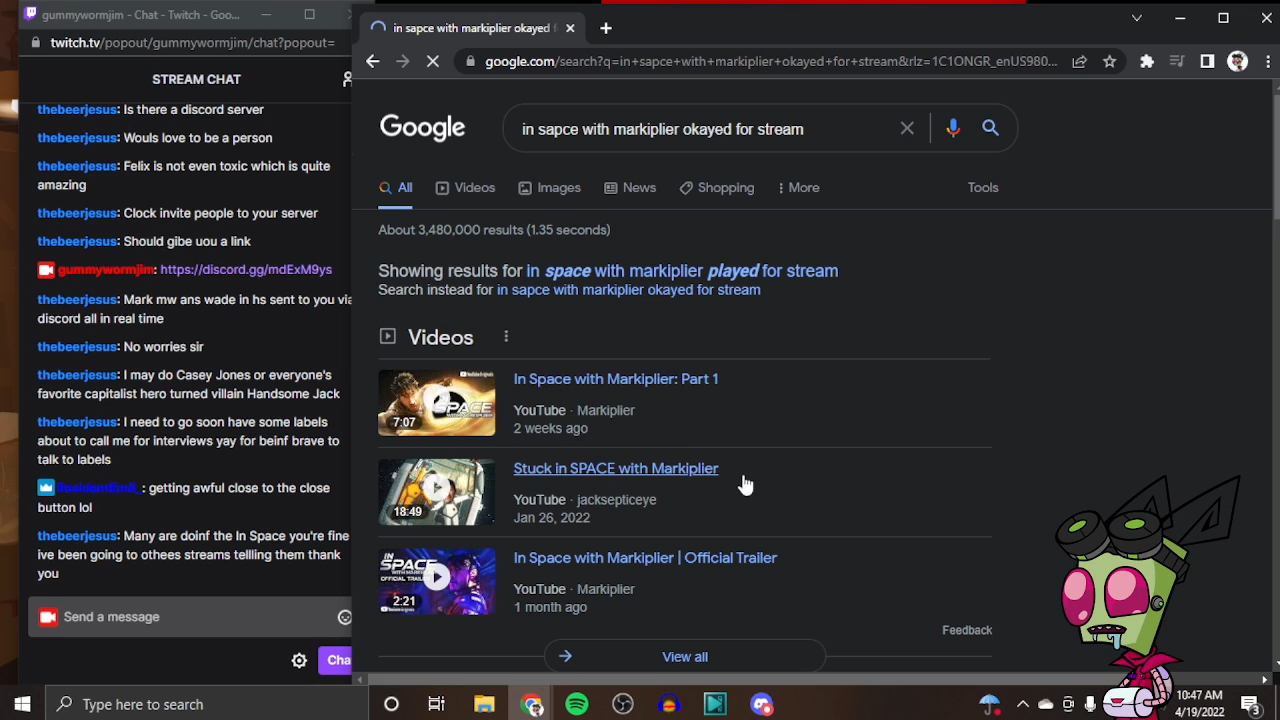 gummywormjim - Chat - Twitch - Goo...
twitch.tv/popout/gummywormjim/chat?popout=
STREAM CHAT
thebeerjesus: Is there a discord server
thebeerjesus: Wouls love to be a person
thebeerjesus: Felix is not even toxic which is quite
amazing
thebeerjesus: Clock invite people to your server
thebeerjesus: Should gibe uou a link
gummywormjim: https://discord.gg/mdExM9ys
thebeerjesus: Mark mw ans wade in hs sent to you via
discord all in real time
thebeerjesus: No worries sir
thebeerjesus: I may do Casey Jones or everyone's
favorite capitalist hero turned villain Handsome Jack
thebeerjesus: I need to go soon have some labels
about to call me for interviews yay for beinf brave to
talk to labels
: getting awful close to the close
button lol
thebeerjesus: Many are doinf the In Space you're fine
ive been going to othees streams tellling them thank
you
Send a message
Cha
in sapce with markiplier okayed f
google.com/search?q=in+sapce+with+markiplier+okayed+for+stream&rlz=1C1ONGR_enUS980...
Google
in sapce with markiplier okayed for stream
All
Videos
Images
News
Shopping
More
Tools
About 3,480,000 results (1.35 seconds)
Showing results for in space with markiplier played for stream
Search instead for in sapce with markiplier okayed for stream
Videos
In Space with Markiplier: Part 1
YouTube · Markiplier
2 weeks ago
SPACE
7:07
Stuck in SPACE with Markiplier
YouTube · jacksepticeye
Jan 26, 2022
18:49
In Space with Markiplier | Official Trailer
YouTube · Markiplier
1 month ago
IN
SPACE
WITH MARKIPLIER
OFFICIAL TRAILER
2:21
Feedback
View all
Type here to search
10:47 AM
4/19/2022
3